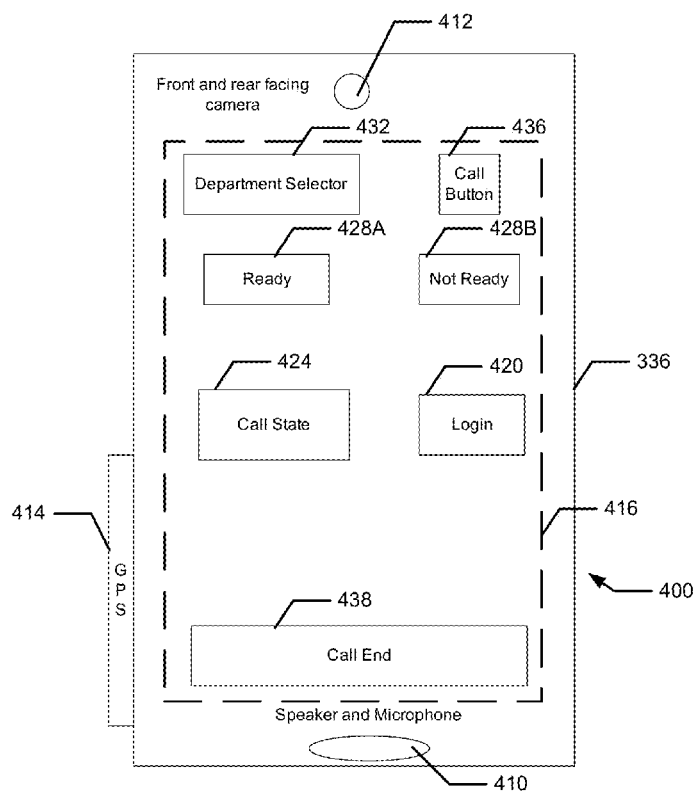 412
Front and rear facing
camera
432
436
Department Selector
Call
Button
428A
428B
Ready
Not Ready
424
420
336
Call State
Login
414
416
G
P
S
400
438
Call End
Speaker and Microphone
410